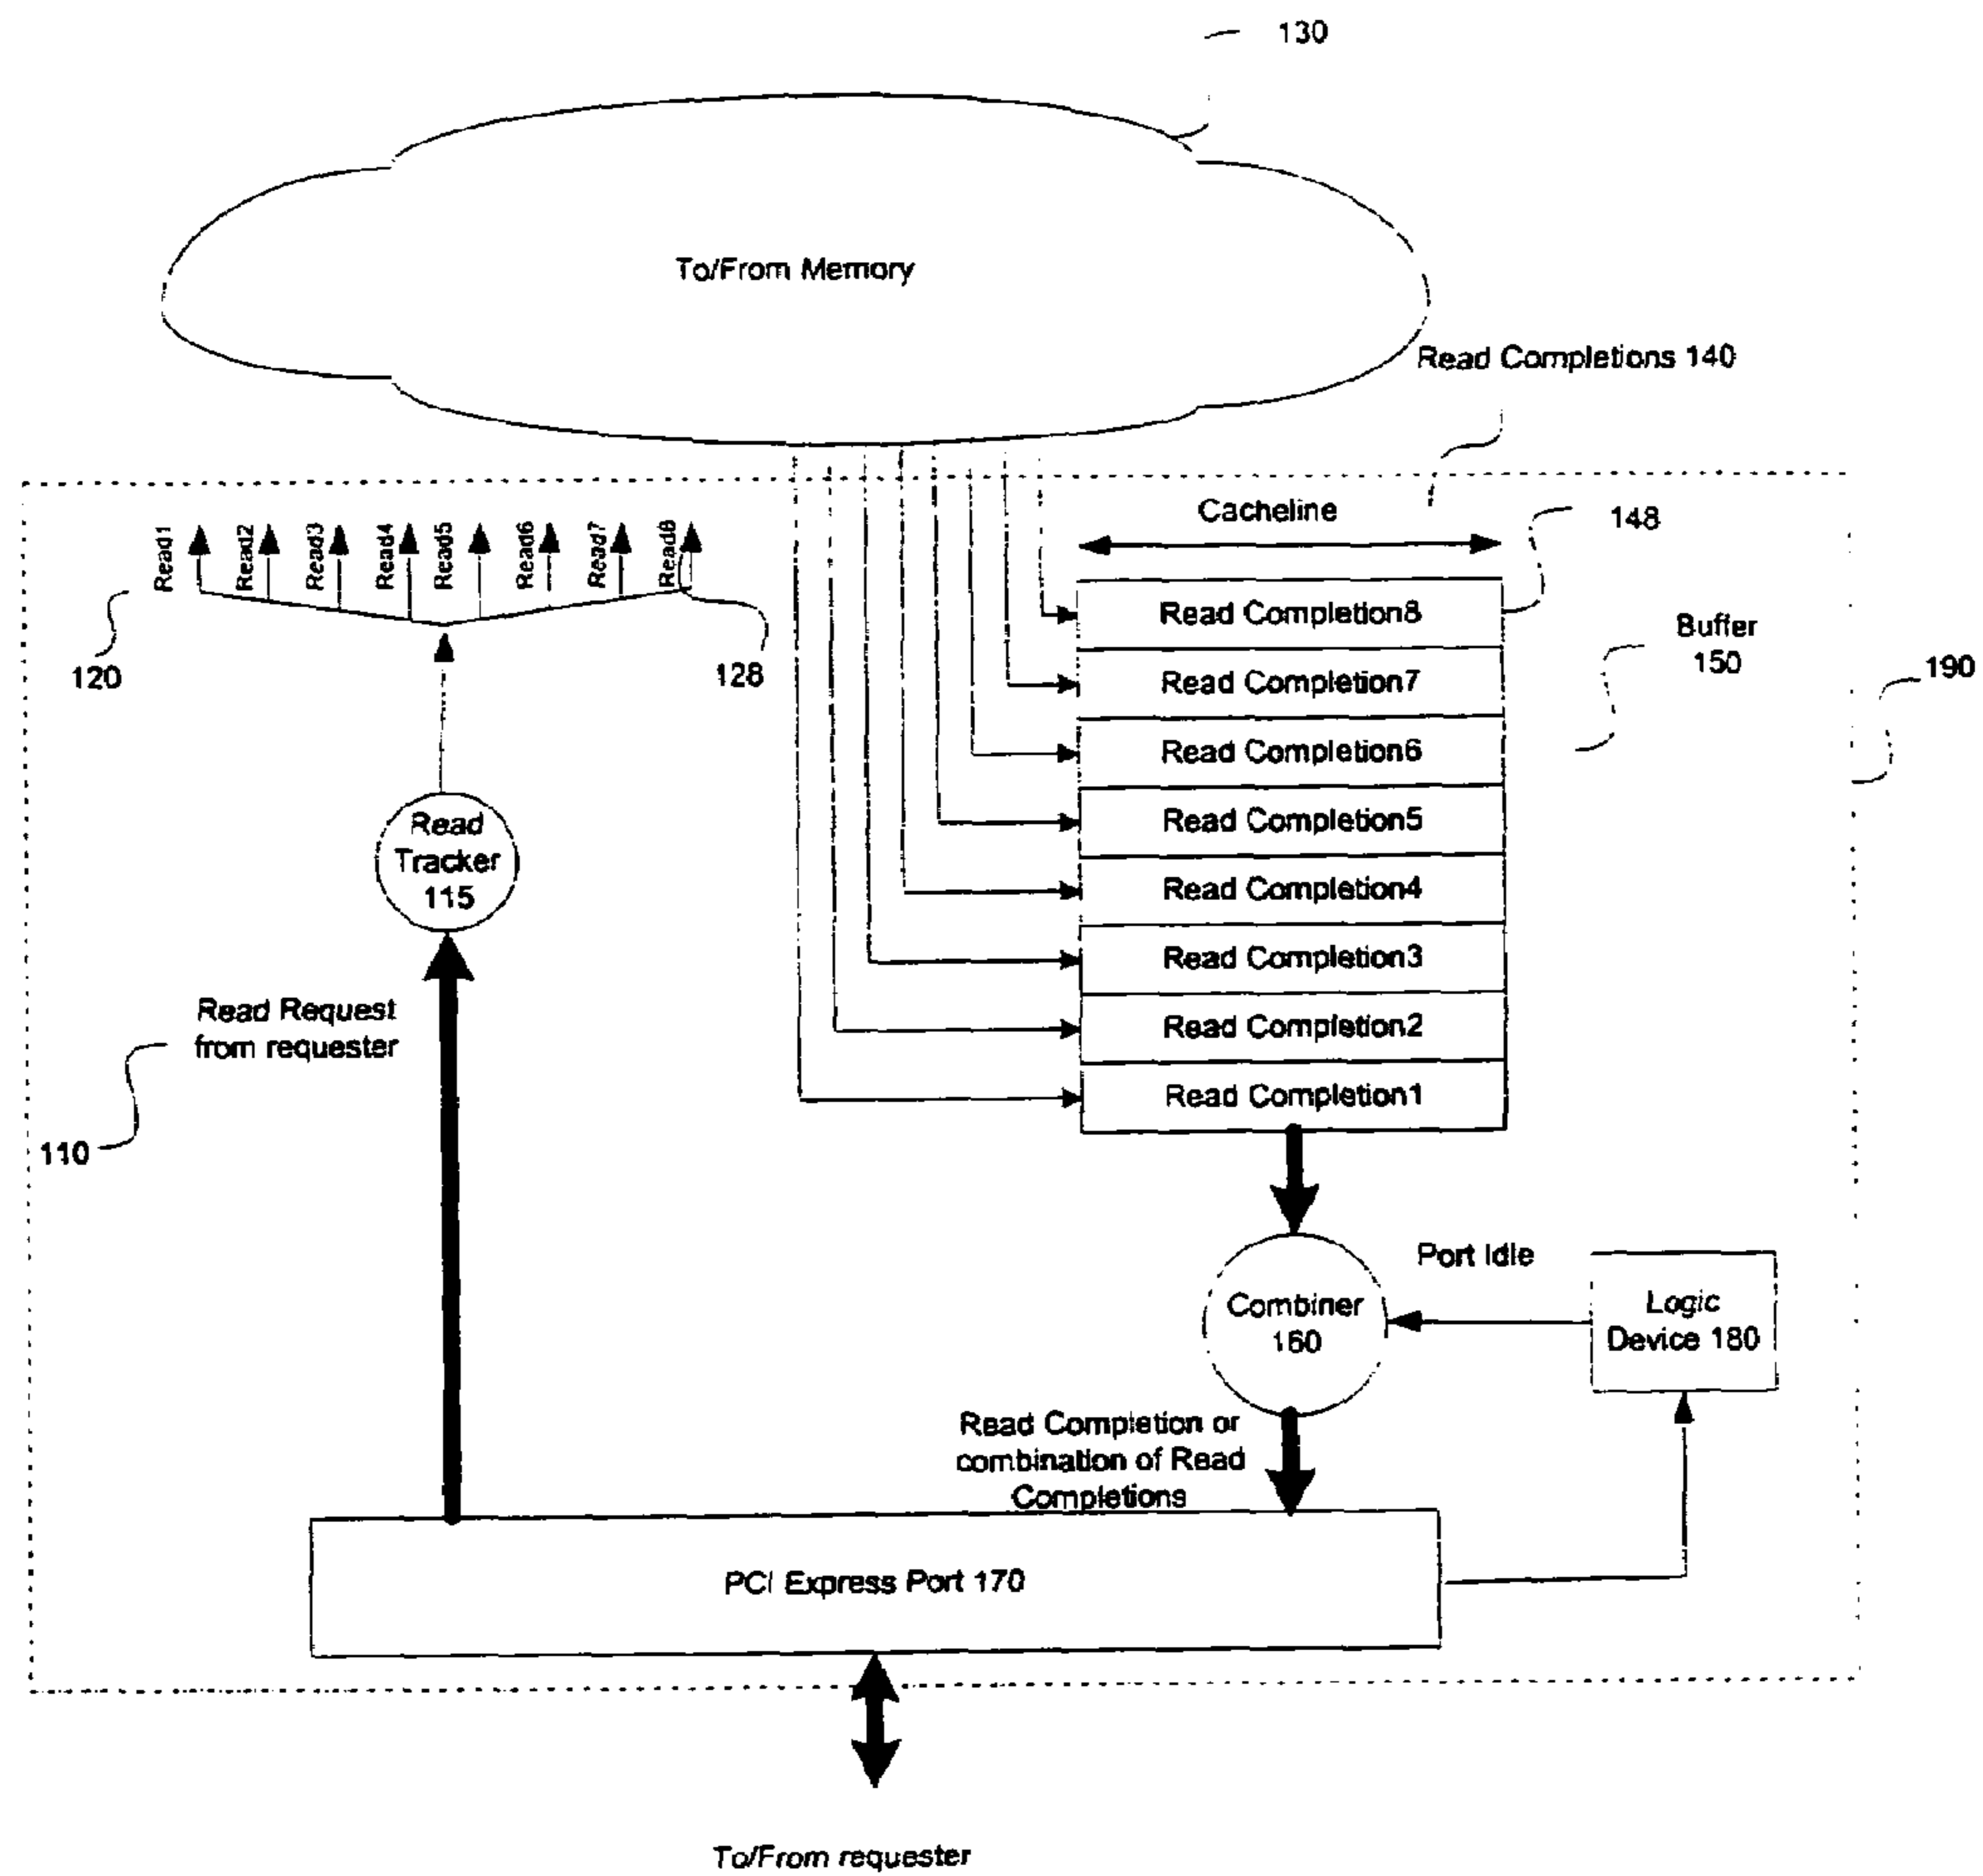 130
To/From Memory
Read Completions 140
Cacheline
148
Read1
Read2
Read3
Read4
Read5
Read6
Read7
Read8
120
128
Read Completion8
Read Completion7
Read Completion6
Read Completion5
Read Completion4
Read Completion3
Read Completion2
Read Completion1
Buffer
150
190
Read
Tracker
115
Read Request
from requester
110
Port Idle
Combiner
160
Logic
Device 180
Read Completion or
combination of Read
Completions
PCI Express Port 170
To/From requester